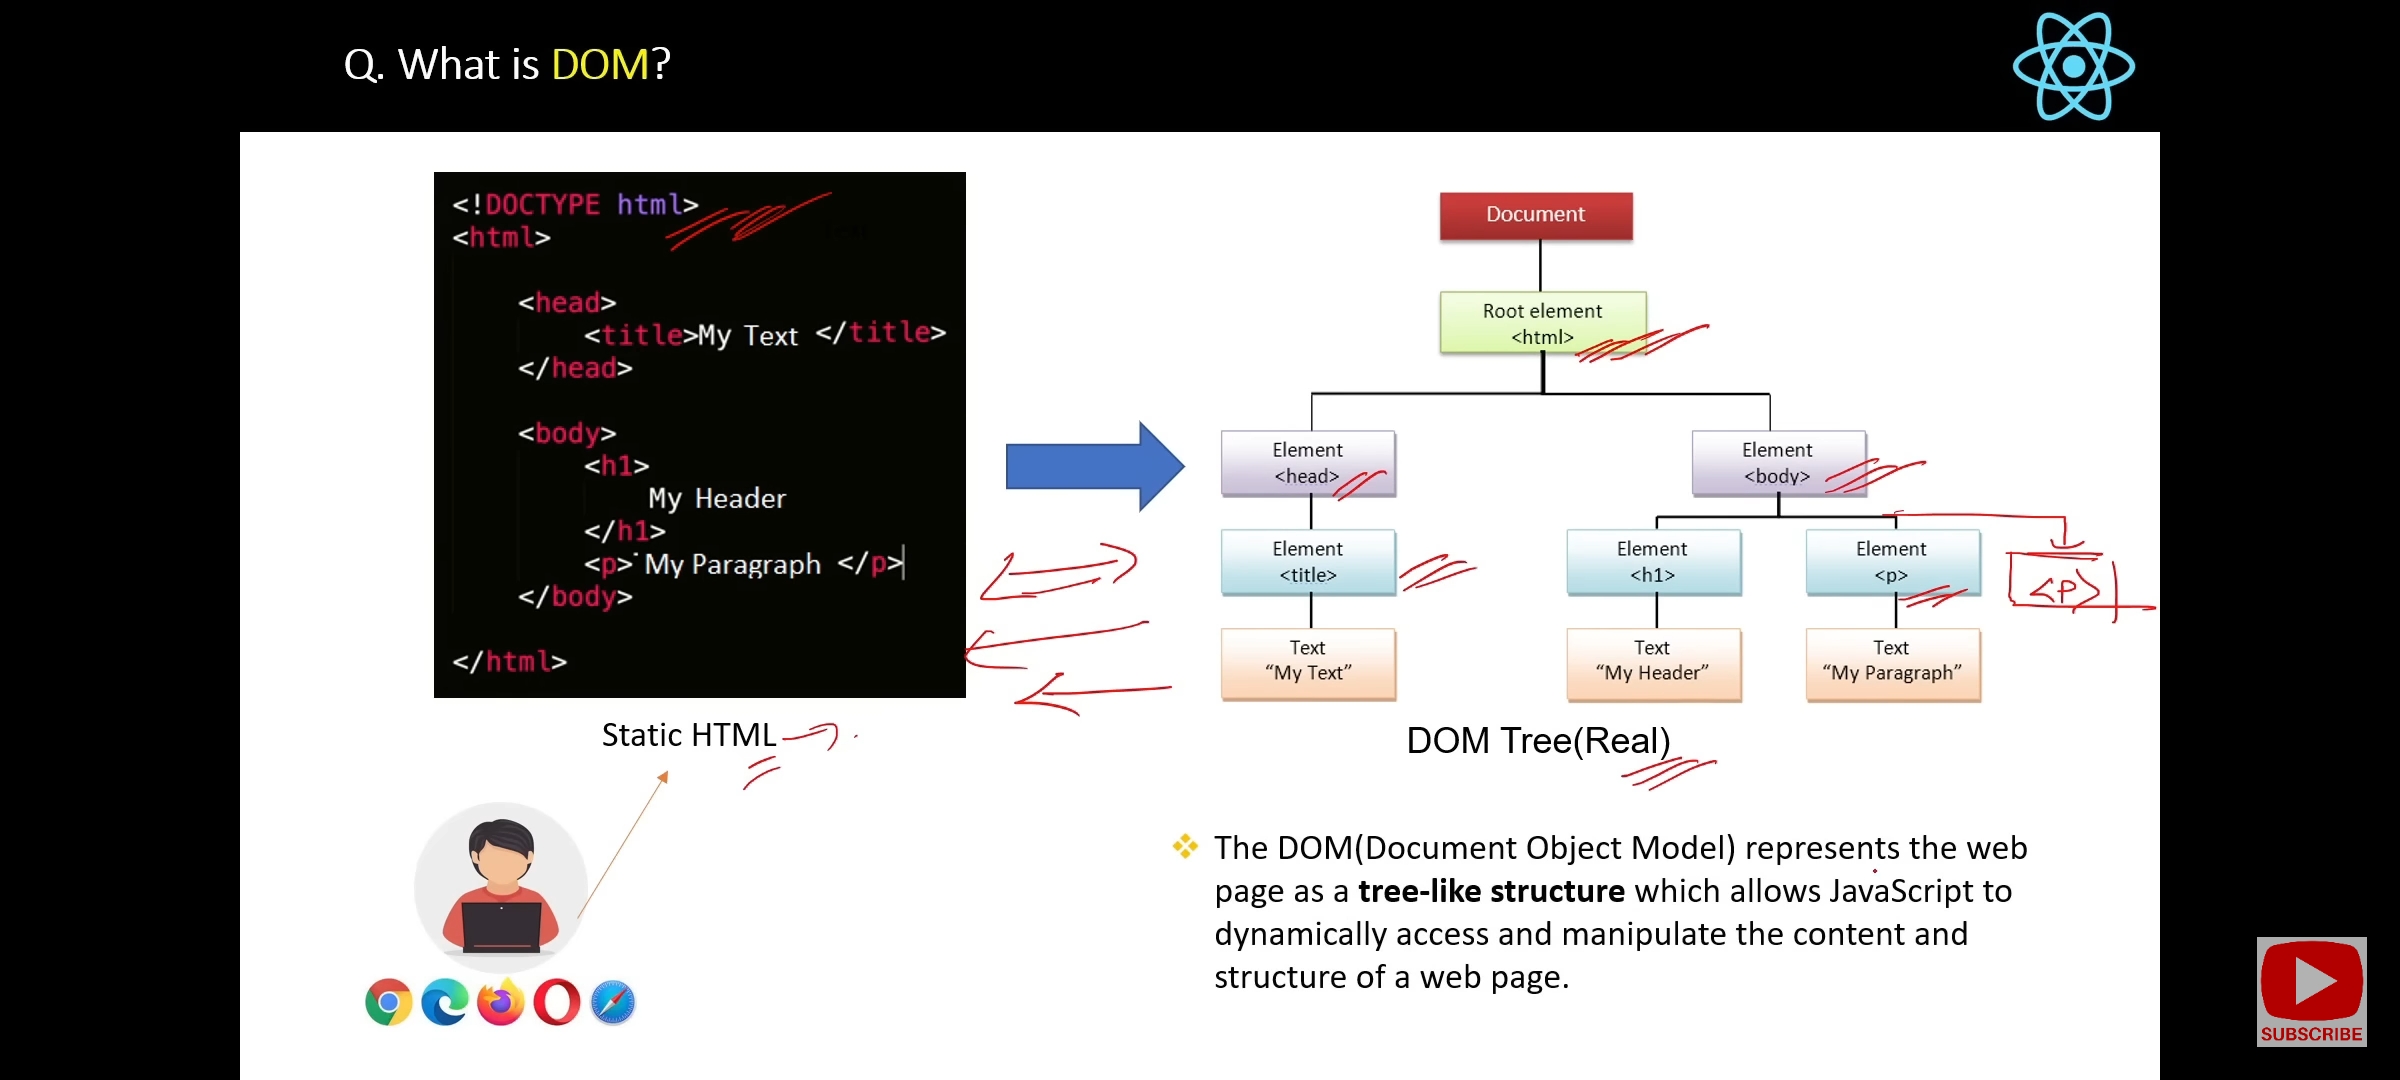 Q. What is DOM?
<!DOCTYPE html>
<html>
<head>
<title>My Text </title>
</head>
<body>
<h1>
My Header
</h1>
<p> My Paragraph </p>
</body>
</html>
Static HTML
Document
Root element
<html>
Element
<head>
Element
<body>
Element
<title>
Element
<h1>
Element
<p>
<p>
Text
“My Text”
Text
“My Header”
Text
“My Paragraph”
DOM Tree(Real)
The DOM(Document Object Model) represents the web
page as a tree-like structure which allows JavaScript to
dynamically access and manipulate the content and
structure of a web page.
SUBSCRIBE